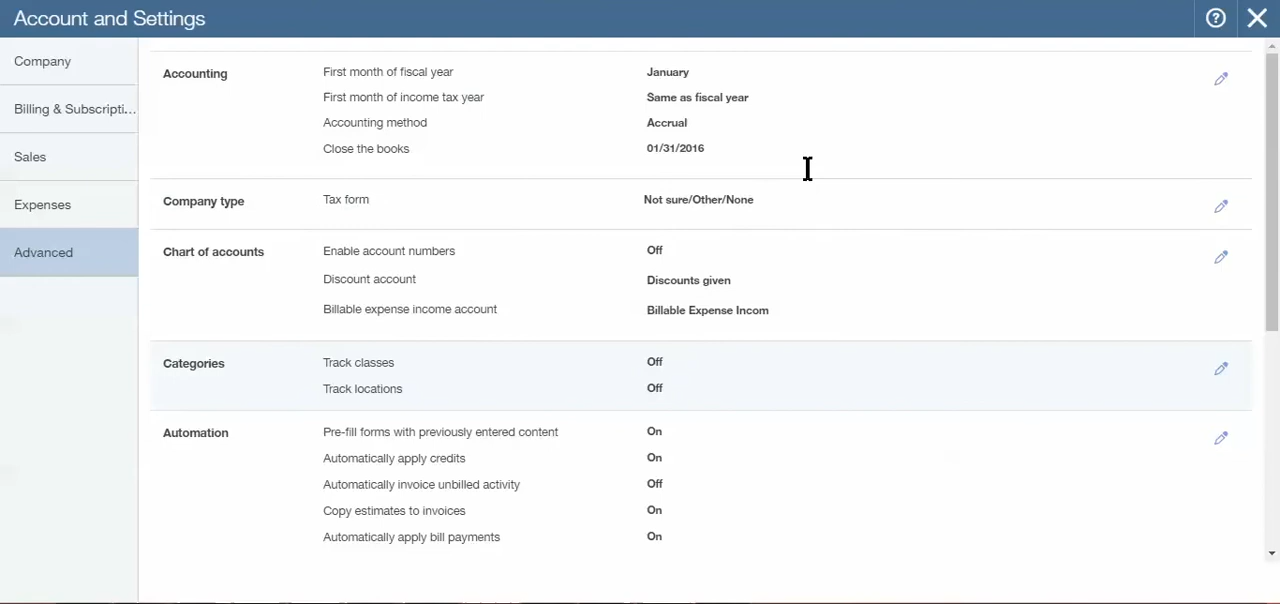 Account and Settings
Company
Billing & Subscripti...
Sales
Expenses
Advanced
Accounting
First month of fiscal year January
First month of income tax year Same as fiscal year
Accounting method Accrual
Close the books 01/31/2016
Company type
Tax form Not sure/Other/None
Chart of accounts
Enable account numbers Off
Discount account Discounts given
Billable expense income account Billable Expense Incom
Categories
Track classes Off
Track locations Off
Automation
Pre-fill forms with previously entered content On
Automatically apply credits On
Automatically invoice unbilled activity Off
Copy estimates to invoices On
Automatically apply bill payments On